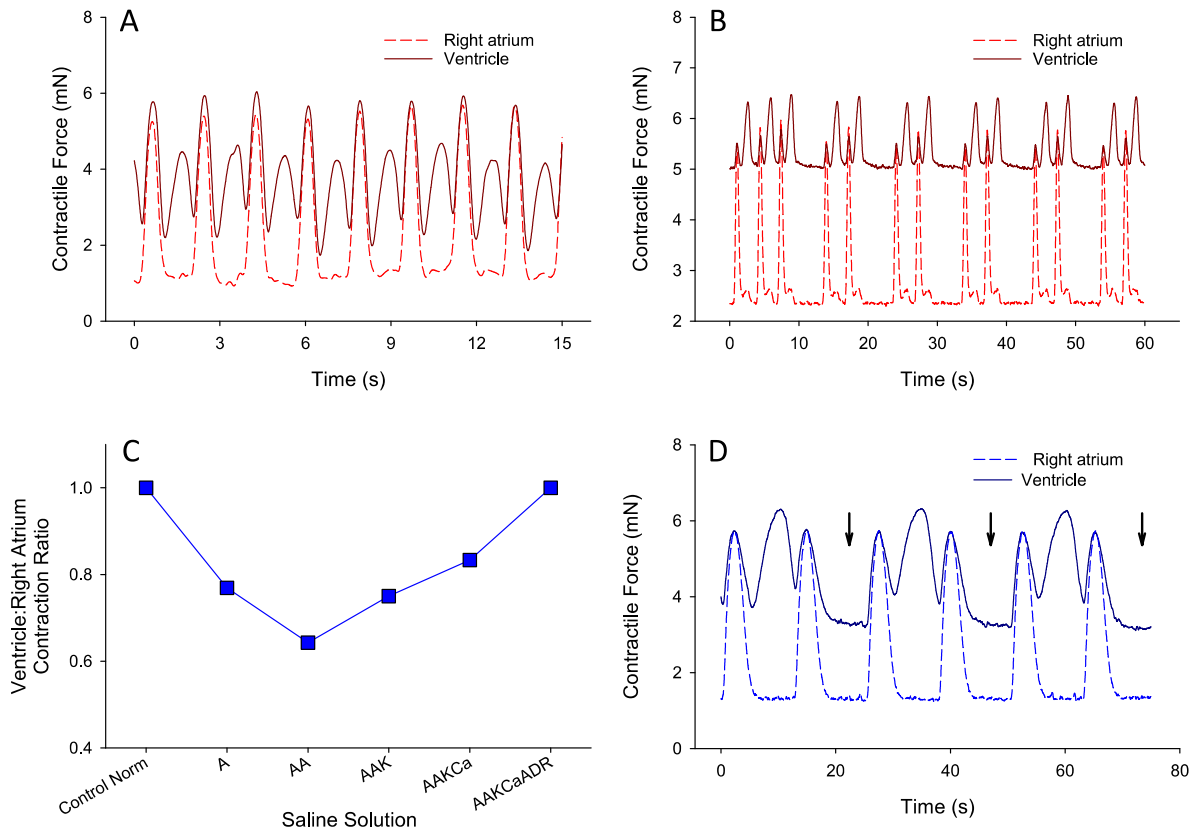 A
Right atrium
Ventricle
Contractile Force (mN)
8
6
4
2
0
0 3 6 9 12 15
Time (s)
B
Right atrium
Ventricle
Contractile Force (mN)
8
7
6
5
4
3
2
0 10 20 30 40 50 60
Time (s)
C
Ventricle:Right Atrium
Contraction Ratio
1.0
0.8
0.6
0.4
Control Norm A AA AAK AAKCa AAKCaADR
Saline Solution
D
Right atrium
Ventricle
Contractile Force (mN)
8
6
4
2
0
0 20 40 60 80
Time (s)